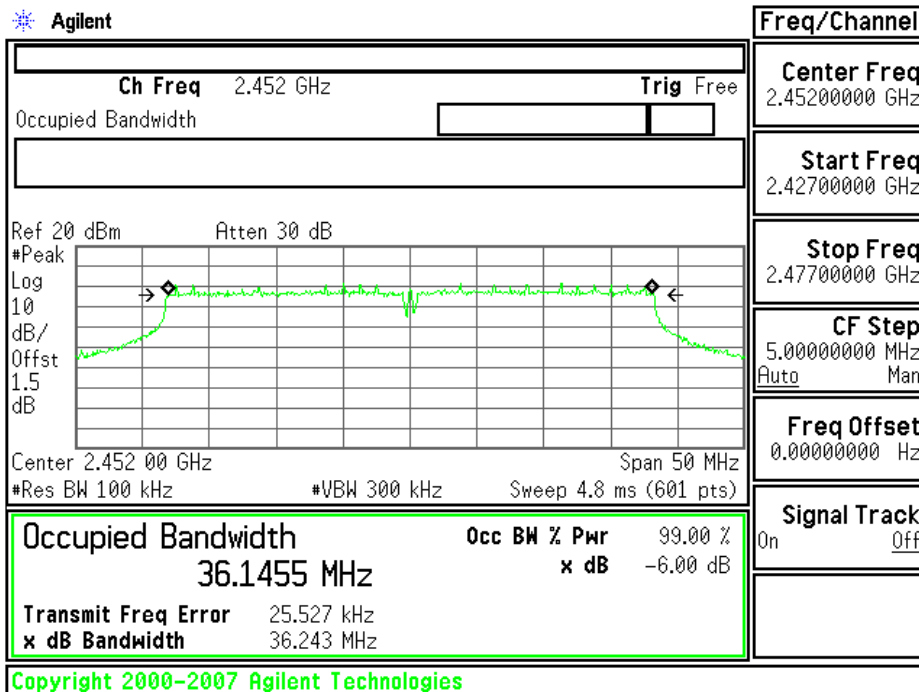 Agilent
Freq/Channel
Ch Freq 2.452 GHz Trig Free
Occupied Bandwidth
Center Freq
2.45200000 GHz
Start Freq
2.42700000 GHz
Stop Freq
2.47700000 GHz
CF Step
5.00000000 MHz
Auto Man
Freq Offset
0.00000000 Hz
Signal Track
On Off
Ref 20 dBm Atten 30 dB
#Peak
Log
10
dB/
Offst
1.5
dB
Center 2.452 00 GHz Span 50 MHz
#Res BW 100 kHz #VBW 300 kHz Sweep 4.8 ms (601 pts)
Occupied Bandwidth Occ BW % Pwr 99.00 %
36.1455 MHz x dB -6.00 dB
Transmit Freq Error 25.527 kHz
x dB Bandwidth 36.243 MHz
Copyright 2000-2007 Agilent Technologies